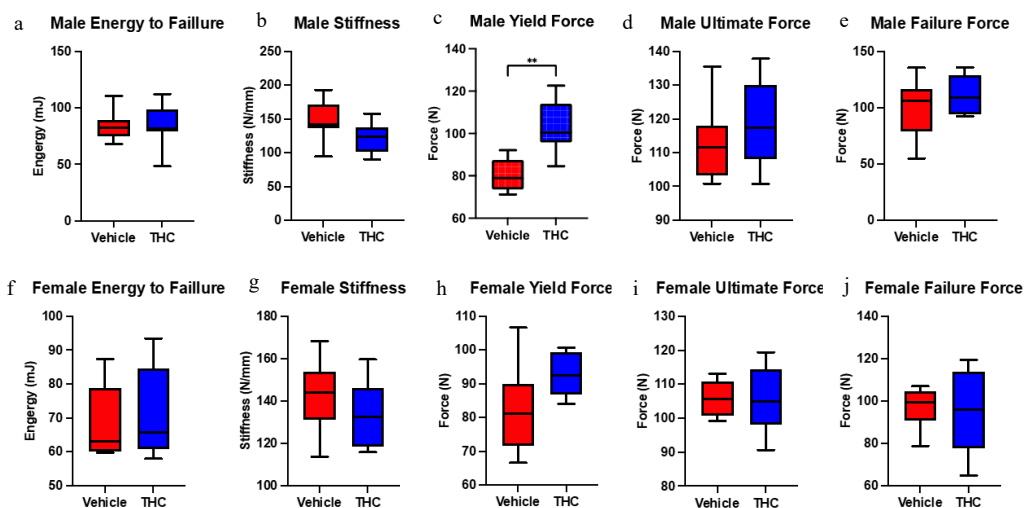 a Male Energy to Faillure
Engergy (mJ)
150
100
50
0
Vehicle THC
b Male Stiffness
Stiffness (N/mm)
250
200
150
100
50
0
Vehicle THC
c Male Yield Force
Force (N)
140
120
100
80
60
**
Vehicle THC
d Male Ultimate Force
Force (N)
140
130
120
110
100
90
Vehicle THC
e Male Failure Force
Force (N)
150
100
50
0
Vehicle THC
f Female Energy to Faillure
Engergy (mJ)
100
90
80
70
60
50
Vehicle THC
g Female Stiffness
Stiffness (N/mm)
180
160
140
120
100
Vehicle THC
h Female Yield Force
Force (N)
110
100
90
80
70
60
Vehicle THC
i Female Ultimate Force
Force (N)
130
120
110
100
90
80
Vehicle THC
j Female Failure Force
Force (N)
140
120
100
80
60
Vehicle THC